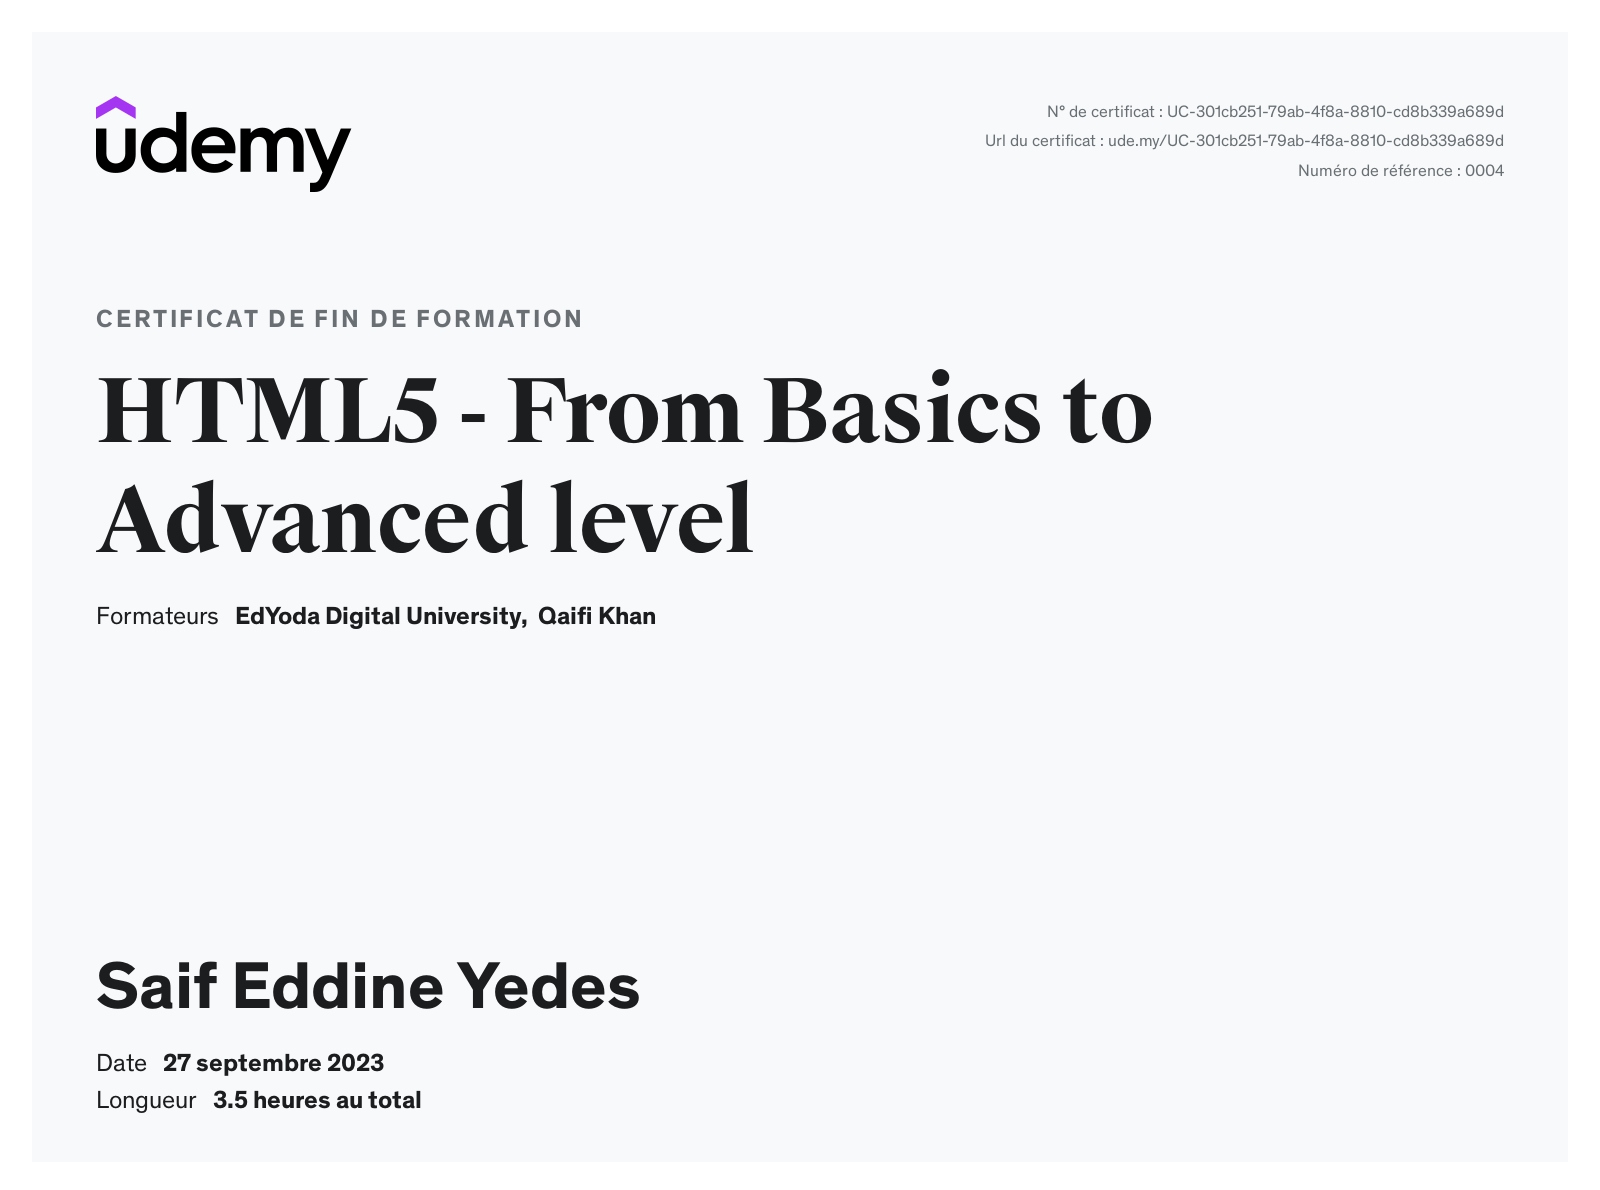 udemy
N° de certificat : UC-301cb251-79ab-4f8a-8810-cd8b339a689d
Url du certificat : ude.my/UC-301cb251-79ab-4f8a-8810-cd8b339a689d
Numéro de référence : 0004
CERTIFICAT DE FIN DE FORMATION
HTML5 - From Basics to
Advanced level
Formateurs EdYoda Digital University, Qaifi Khan
Saif Eddine Yedes
Date 27 septembre 2023
Longueur 3.5 heures au total